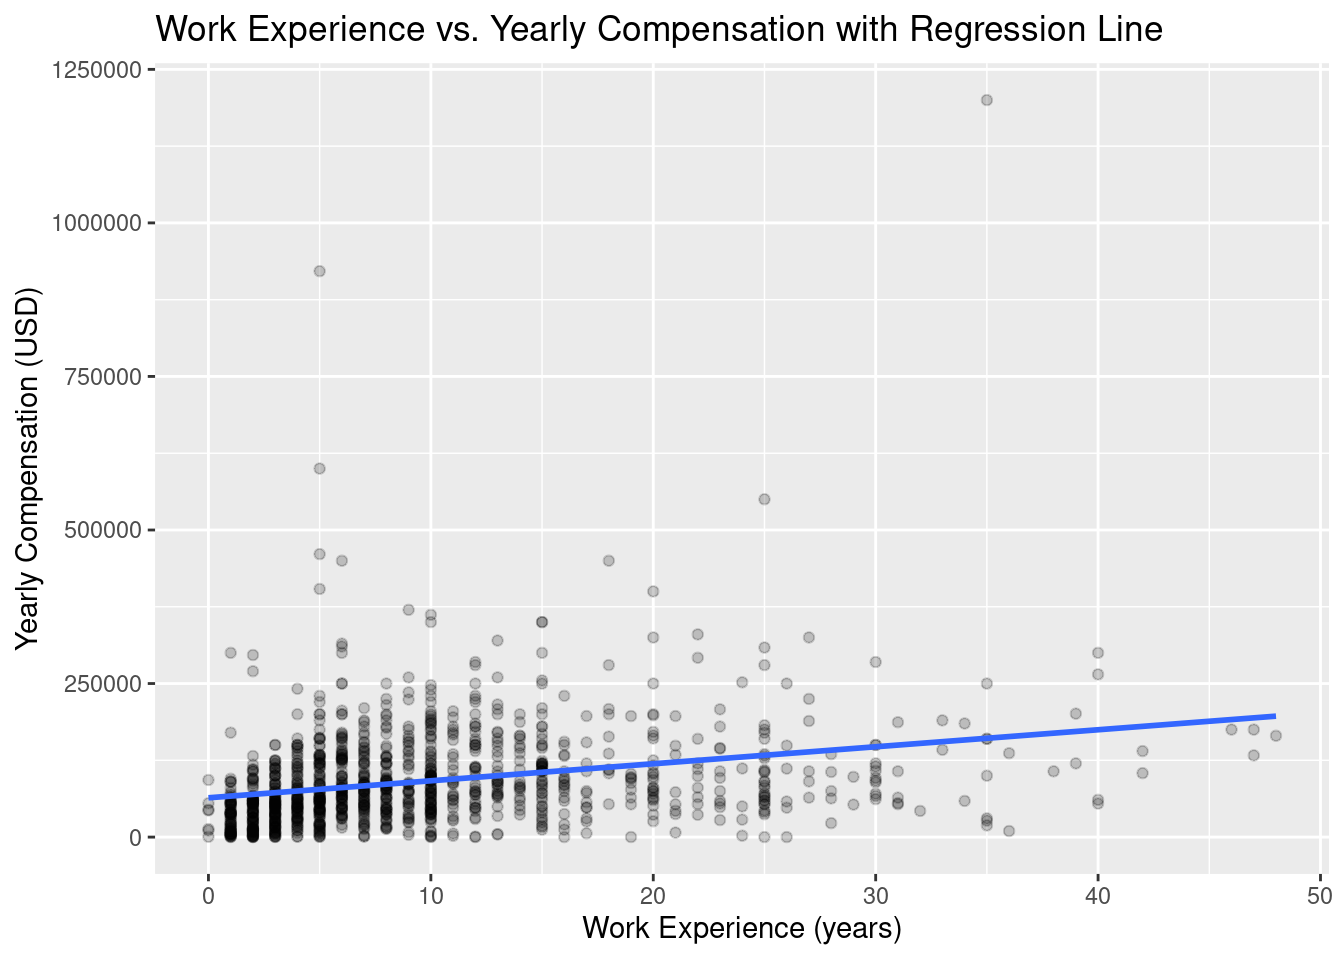 Work Experience vs. Yearly Compensation with Regression Line
1250000
1000000
750000
500000
250000
0
Yearly Compensation (USD)
0 10 20 30 40 50
Work Experience (years)